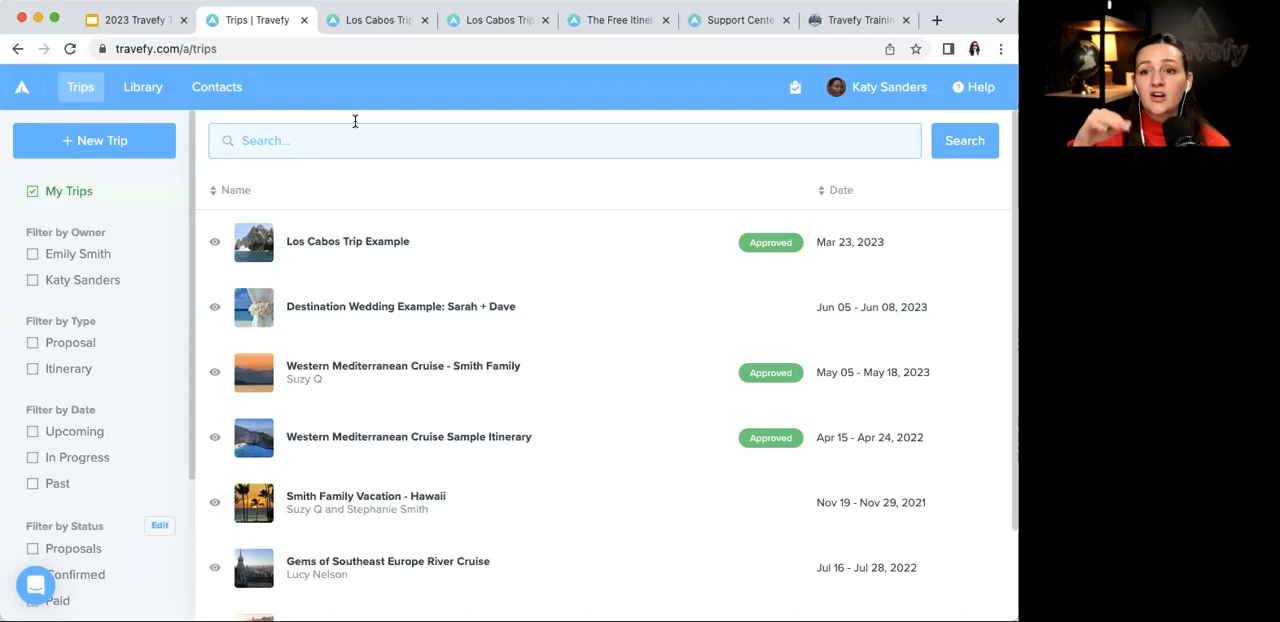 2023 Travefy T
Trips | Travefy
Los Cabos Trip
Los Cabos Trip
The Free Itiner
Support Cente
Travefy Trainin
travefy.com/a/trips
Trips
Library
Contacts
Katy Sanders
Help
+ New Trip
Search...
Search
My Trips
Name
Date
Filter by Owner
Emily Smith
Katy Sanders
Filter by Type
Proposal
Itinerary
Filter by Date
Upcoming
In Progress
Past
Filter by Status
Edit
Proposals
Confirmed
Paid
Los Cabos Trip Example
Approved
Mar 23, 2023
Destination Wedding Example: Sarah + Dave
Jun 05 - Jun 08, 2023
Western Mediterranean Cruise - Smith Family
Suzy Q
Approved
May 05 - May 18, 2023
Western Mediterranean Cruise Sample Itinerary
Approved
Apr 15 - Apr 24, 2022
Smith Family Vacation - Hawaii
Suzy Q and Stephanie Smith
Nov 19 - Nov 29, 2021
Gems of Southeast Europe River Cruise
Lucy Nelson
Jul 16 - Jul 28, 2022
Travefy